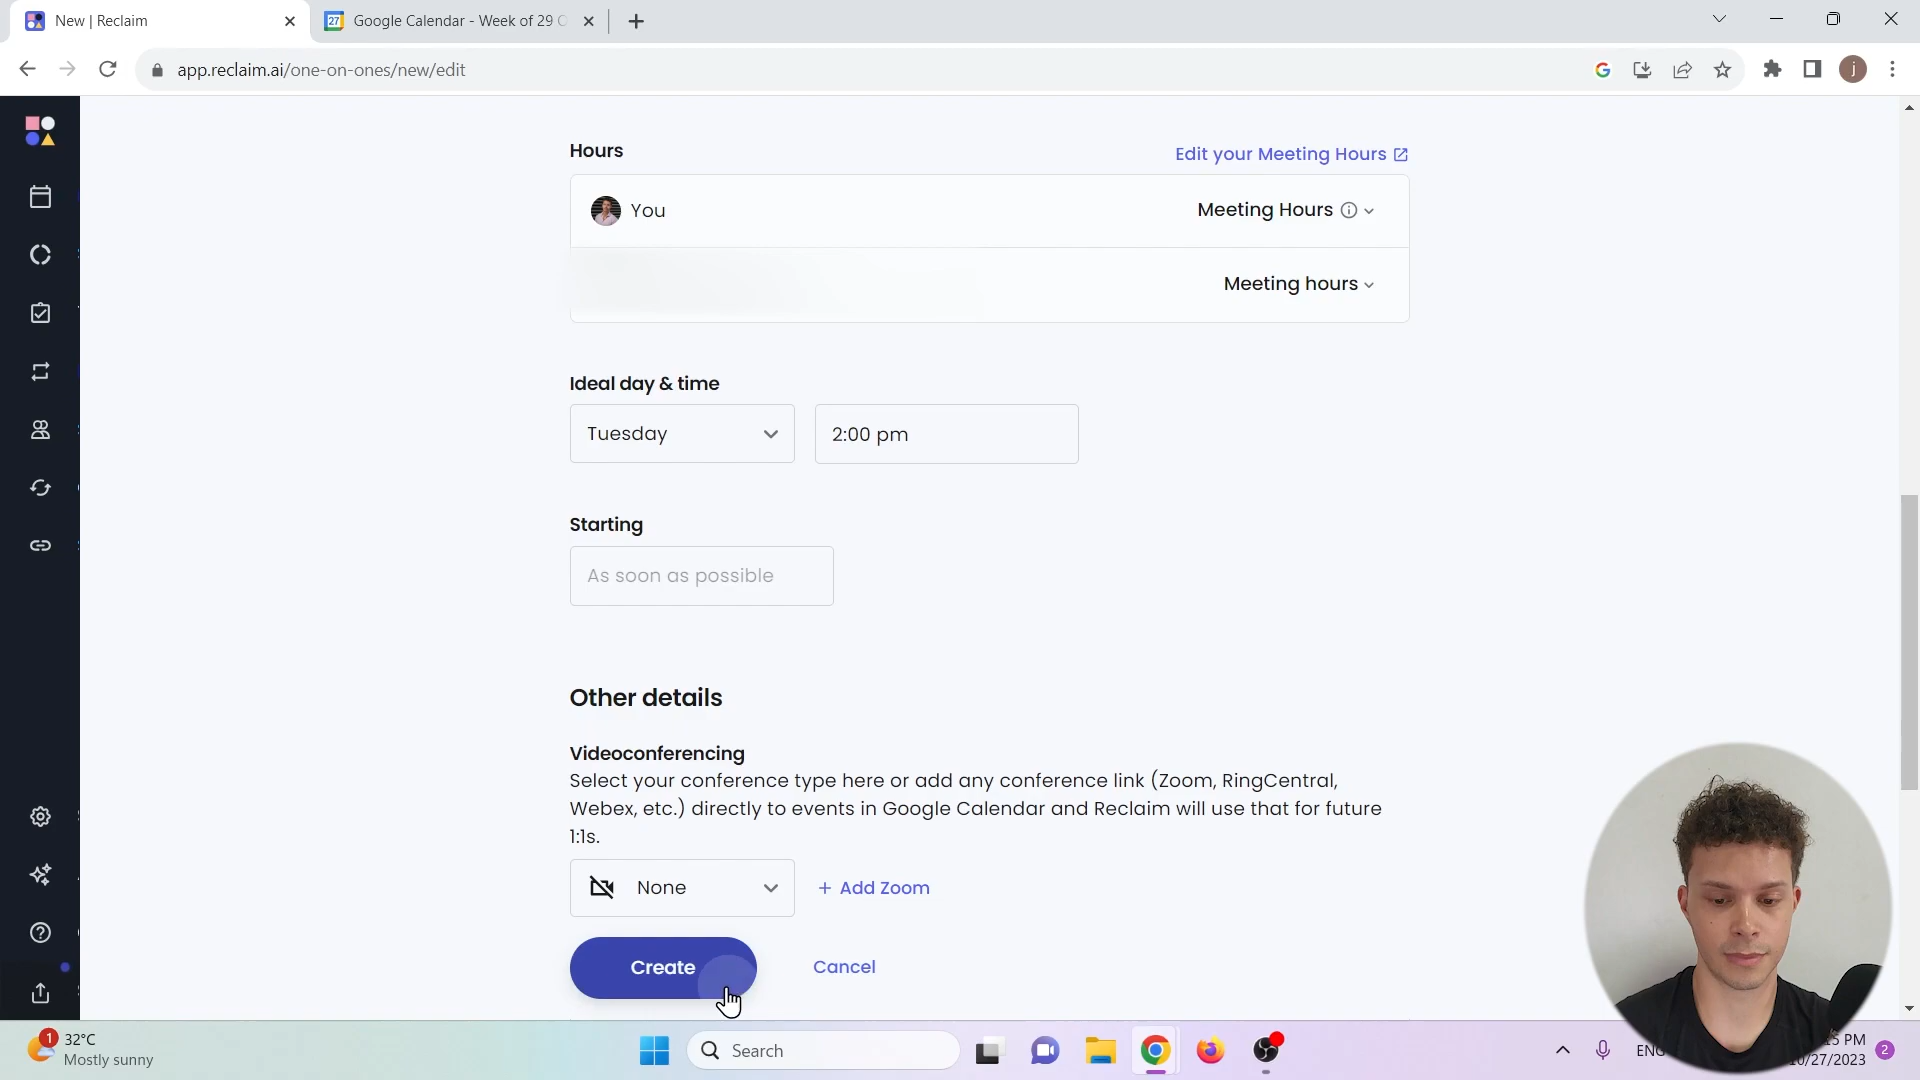 New | Reclaim
Google Calendar - Week of 29 O
app.reclaim.ai/one-on-ones/new/edit
j
Hours
Edit your Meeting Hours
You
Meeting Hours
Meeting hours
Ideal day & time
Tuesday
2:00 pm
Starting
As soon as possible
Other details
Videoconferencing
Select your conference type here or add any conference link (Zoom, RingCentral,
Webex, etc.) directly to events in Google Calendar and Reclaim will use that for future
1:1s.
None
+ Add Zoom
Create
Cancel
1
32°C
Mostly sunny
Search
ENG
PM
10/27/2023
2